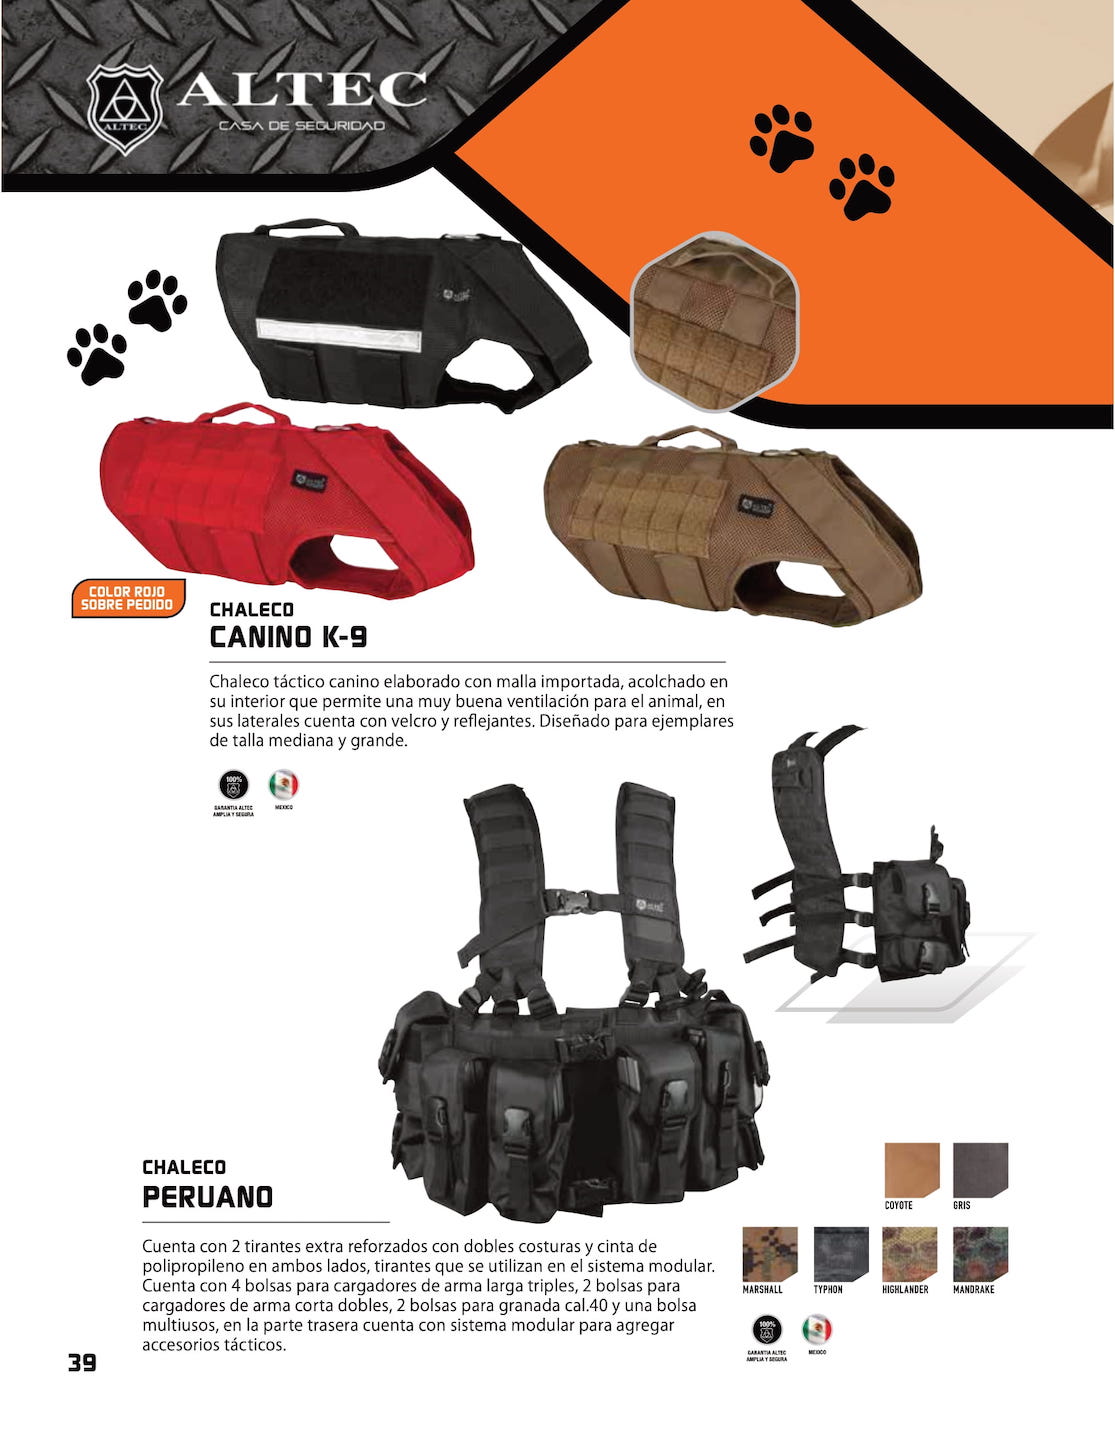 ALTEC
ALTEC
CASA DE SEGURIDAD
ALTEC
ALTEC
ALTEC
COLOR ROJO
SOBRE PEDIDO
CHALECO
CANINO K-9
Chaleco táctico canino elaborado con malla importada, acolchado en
su interior que permite una muy buena ventilación para el animal, en
sus laterales cuenta con velcro y reflejantes. Diseñado para ejemplares
de talla mediana y grande.
100%
GARANTIA ALTEC
AMPLIA Y SEGURA
MEXICO
ALTEC
CHALECO
PERUANO
Cuenta con 2 tirantes extra reforzados con dobles costuras y cinta de
polipropileno en ambos lados, tirantes que se utilizan en el sistema modular.
Cuenta con 4 bolsas para cargadores de arma larga triples, 2 bolsas para
cargadores de arma corta dobles, 2 bolsas para granada cal.40 y una bolsa
multiusos, en la parte trasera cuenta con sistema modular para agregar
accesorios tácticos.
COYOTE
GRIS
MARSHALL
TYPHON
HIGHLANDER
MANDRAKE
100%
GARANTIA ALTEC
AMPLIA Y SEGURA
MEXICO
39